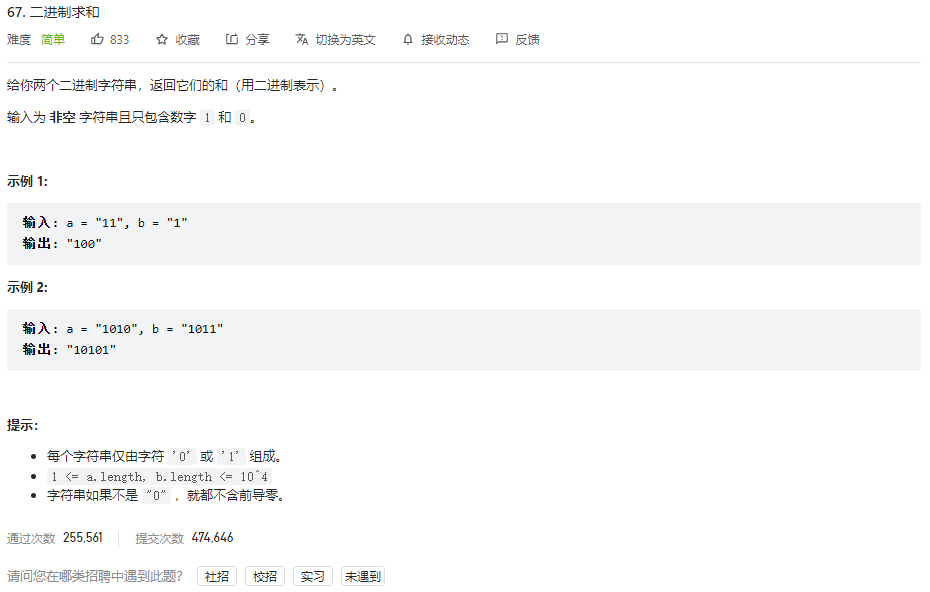 67. 二进制求和
难度 简单 833 收藏 分享 切换为英文 接收动态 反馈
给你两个二进制字符串，返回它们的和（用二进制表示）。
输入为 非空 字符串且只包含数字 1 和 0。
示例 1:
输入: a = "11", b = "1"
输出: "100"
示例 2:
输入: a = "1010", b = "1011"
输出: "10101"
提示：
每个字符串仅由字符 '0' 或 '1' 组成。
1 <= a.length, b.length <= 10^4
字符串如果不是 "0" ，就都不含前导零。
通过次数 255,561 提交次数 474,646
请问您在哪类招聘中遇到此题？ 社招 校招 实习 未遇到